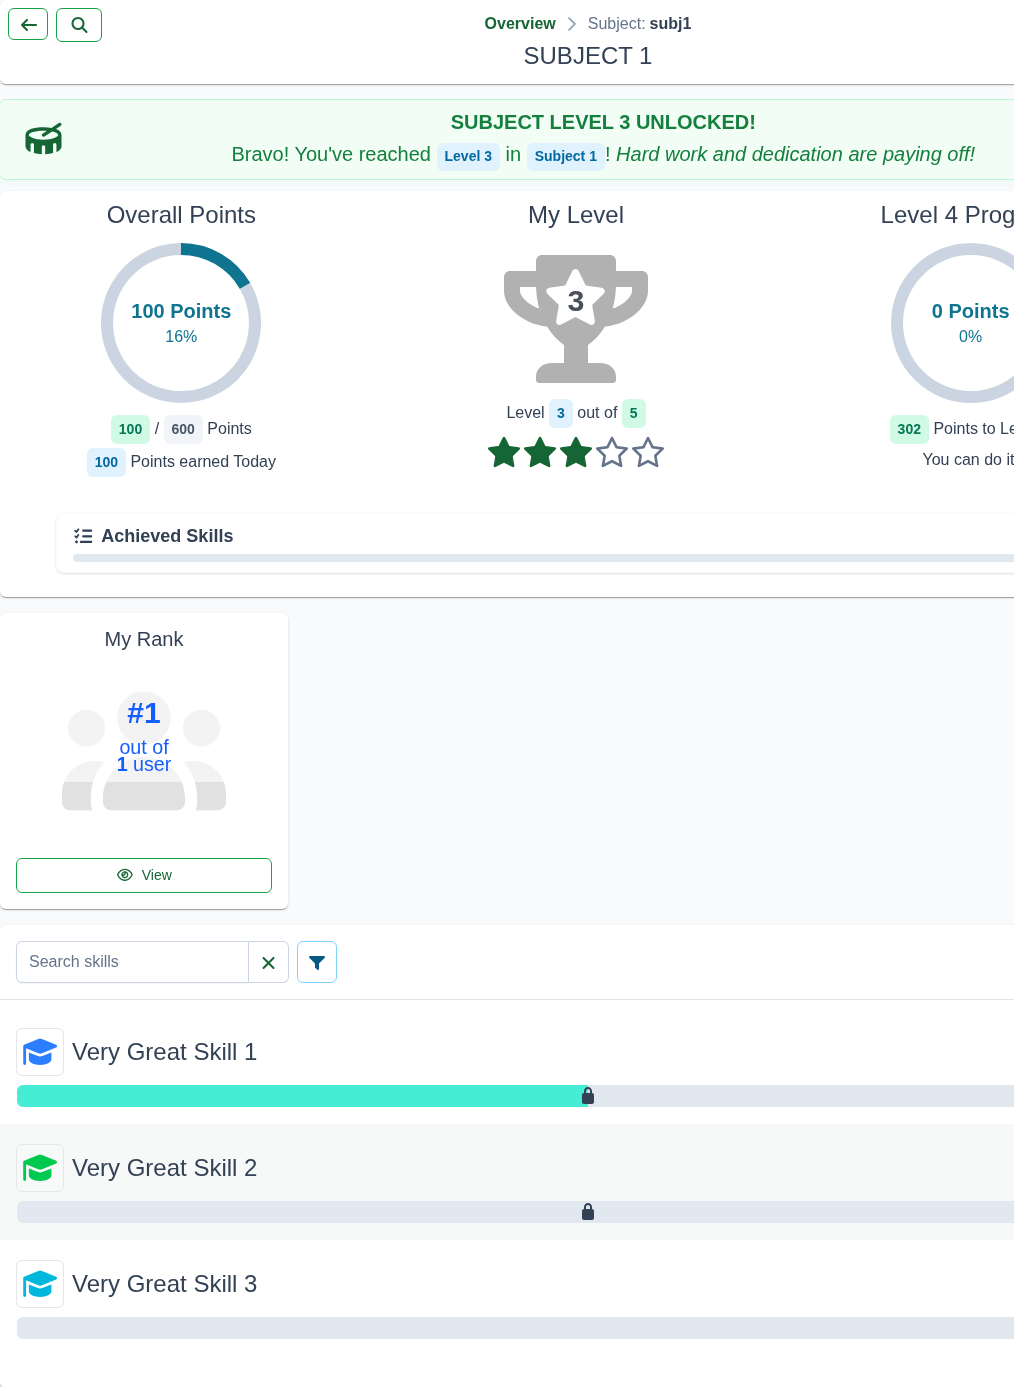 Overview > Subject: subj1
SUBJECT 1
SUBJECT LEVEL 3 UNLOCKED!
Bravo! You've reached Level 3 in Subject 1 ! Hard work and dedication are paying off!
Overall Points
100 Points
16%
100 / 600 Points
100 Points earned Today
My Level
3
Level 3 out of 5
Level 4 Prog
0 Points
0%
302 Points to Le
You can do it
Achieved Skills
My Rank
#1
out of
1 user
View
Search skills
Very Great Skill 1
Very Great Skill 2
Very Great Skill 3